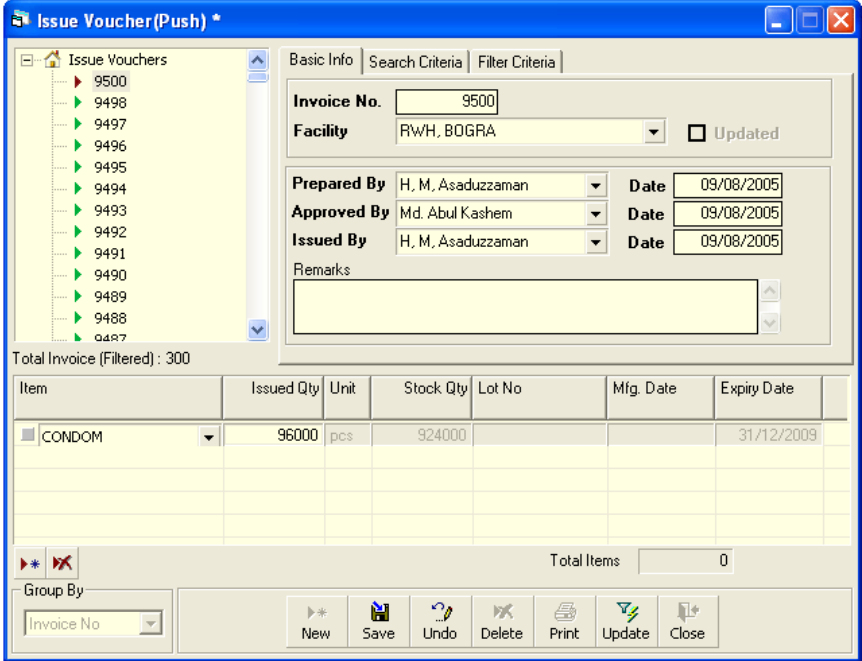 Issue Voucher(Push) *
Issue Vouchers
9500
9498
9497
9496
9495
9494
9493
9492
9491
9490
9489
9488
9487
Total Invoice (Filtered) : 300
Basic Info Search Criteria Filter Criteria
Invoice No. 9500
Facility RWH, BOGRA Updated
Prepared By H, M, Asaduzzaman Date 09/08/2005
Approved By Md. Abul Kashem Date 09/08/2005
Issued By H, M, Asaduzzaman Date 09/08/2005
Remarks
Item Issued Qty Unit Stock Qty Lot No Mfg. Date Expiry Date
CONDOM 96000 pcs 924000 31/12/2009
Total Items 0
Group By
Invoice No
New Save Undo Delete Print Update Close